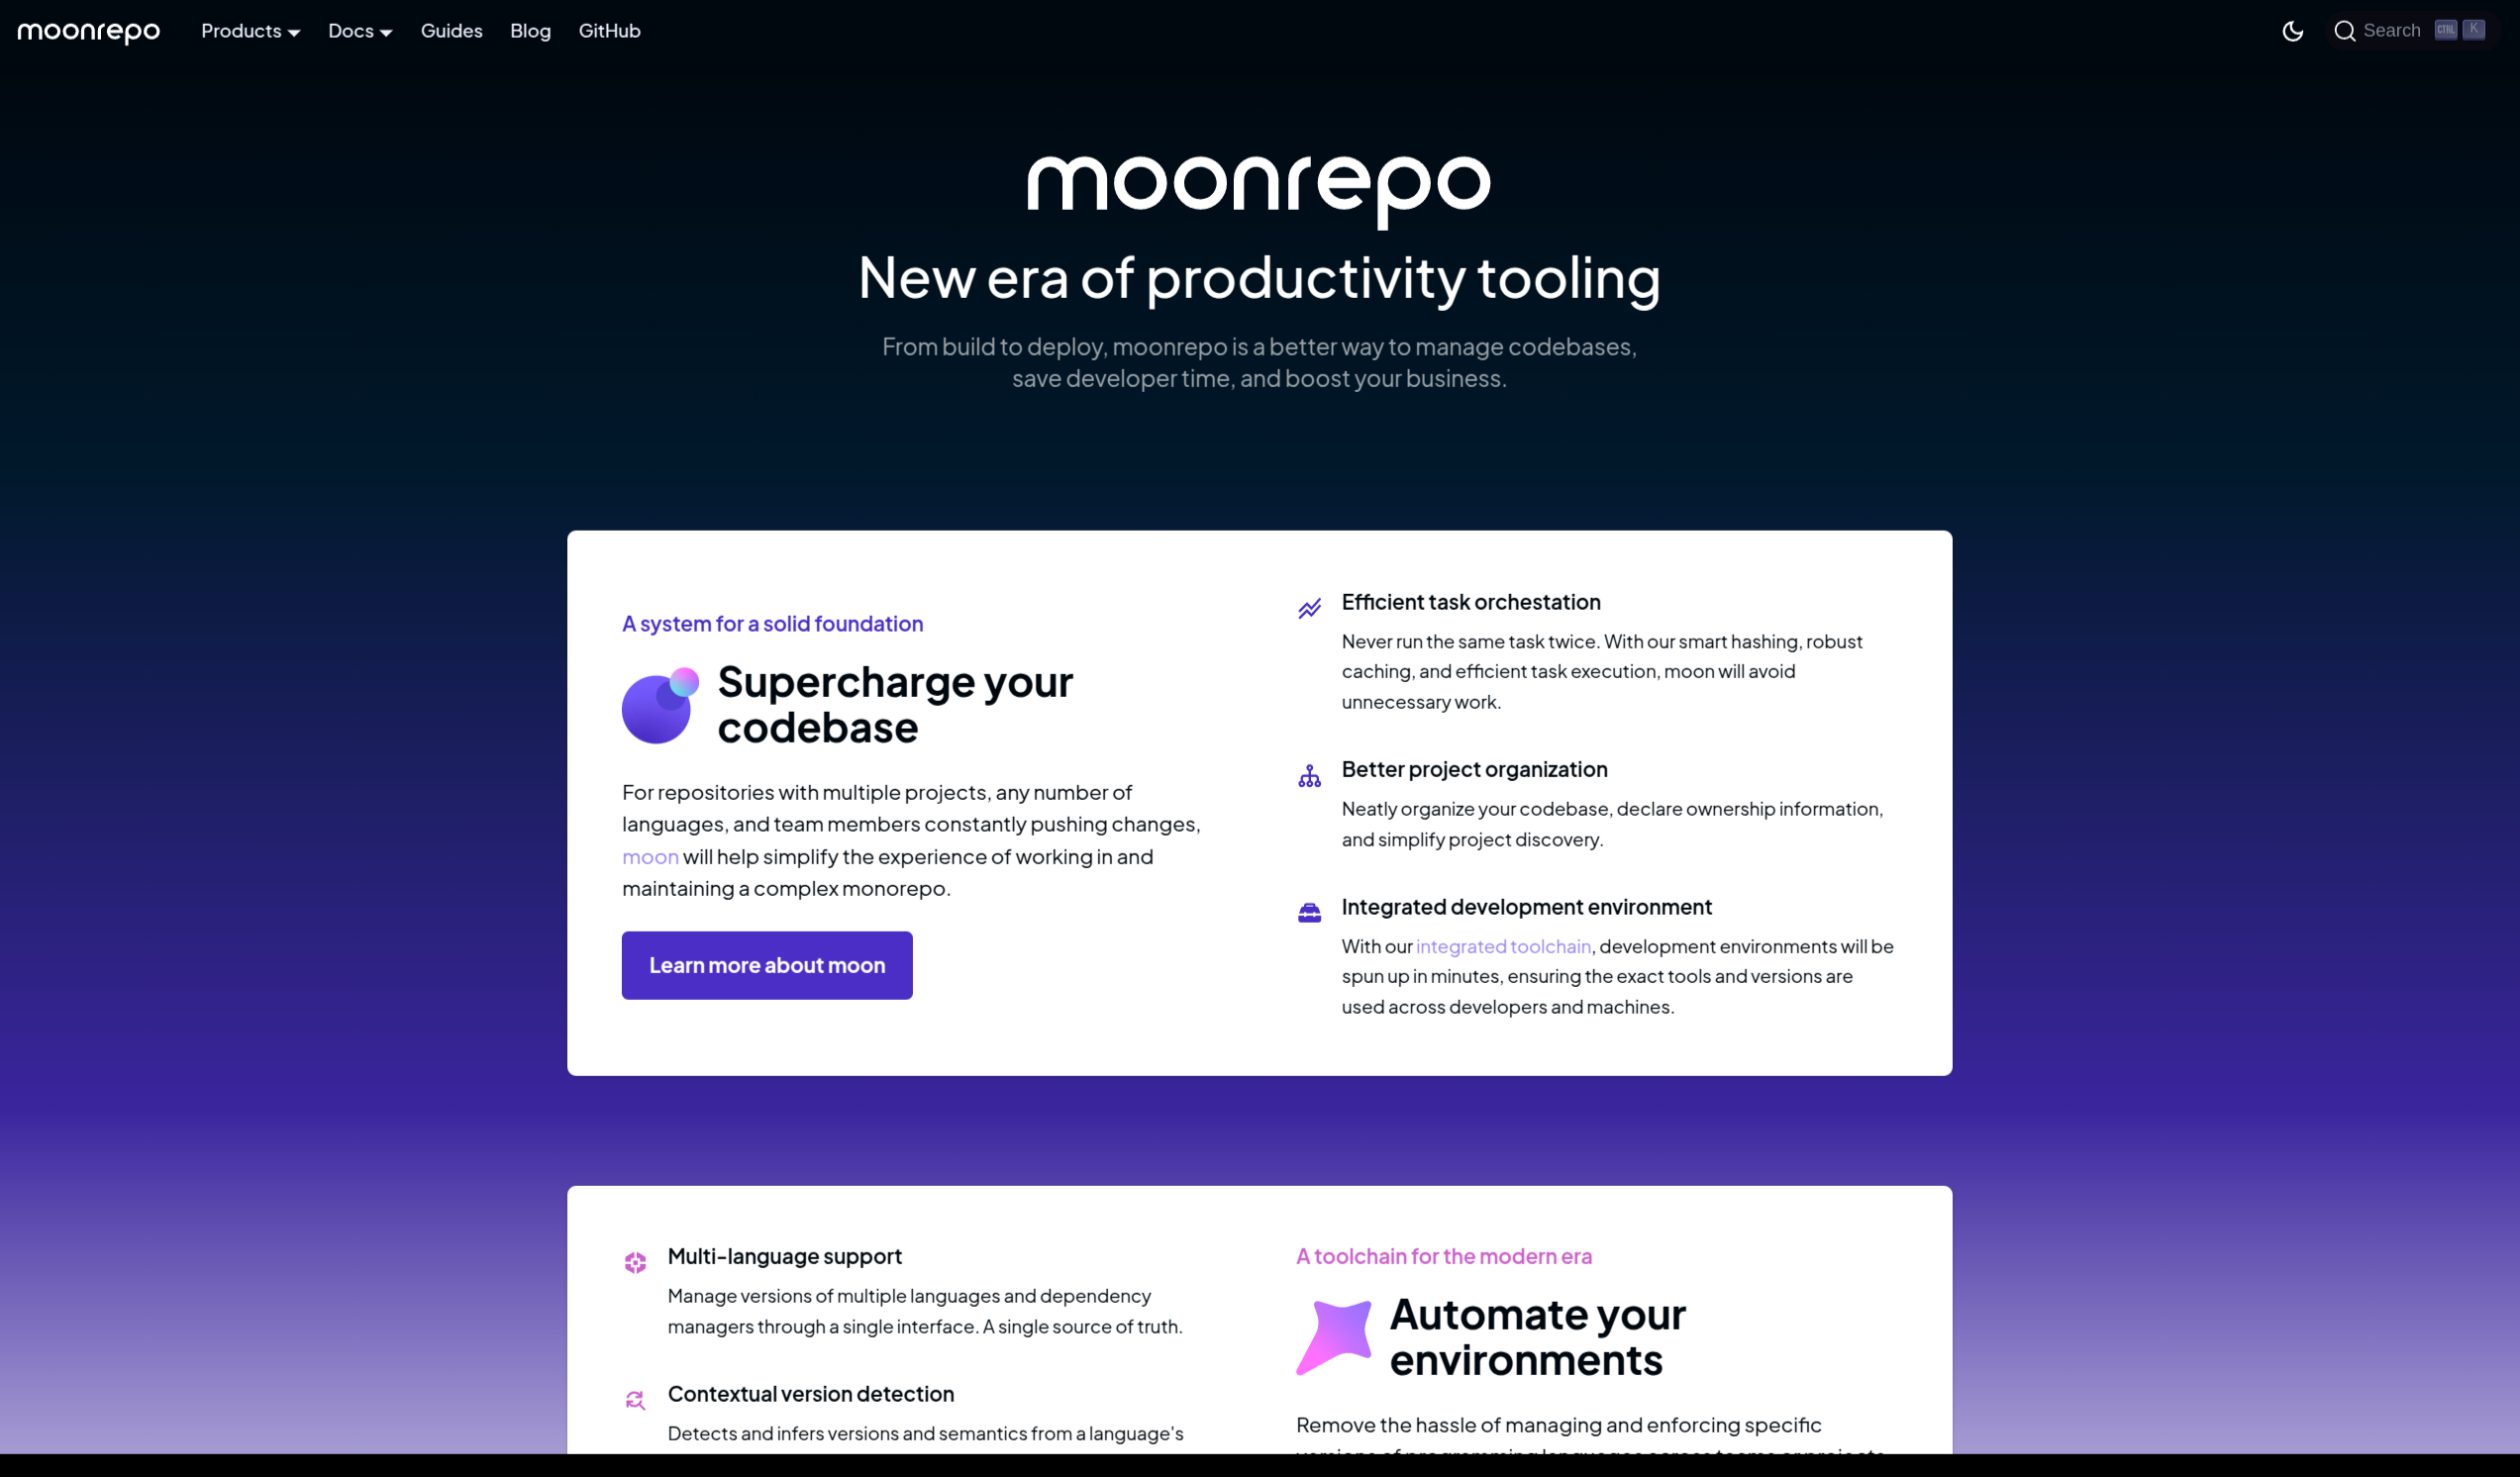 moonrepo
Products
Docs
Guides
Blog
GitHub
Search
CTRL
K
moonrepo
New era of productivity tooling
From build to deploy, moonrepo is a better way to manage codebases,
save developer time, and boost your business.
A system for a solid foundation
Supercharge your
codebase
For repositories with multiple projects, any number of
languages, and team members constantly pushing changes,
moon will help simplify the experience of working in and
maintaining a complex monorepo.
Learn more about moon
Efficient task orchestation
Never run the same task twice. With our smart hashing, robust
caching, and efficient task execution, moon will avoid
unnecessary work.
Better project organization
Neatly organize your codebase, declare ownership information,
and simplify project discovery.
Integrated development environment
With our integrated toolchain, development environments will be
spun up in minutes, ensuring the exact tools and versions are
used across developers and machines.
Multi-language support
Manage versions of multiple languages and dependency
managers through a single interface. A single source of truth.
Contextual version detection
Detects and infers versions and semantics from a language's
A toolchain for the modern era
Automate your
environments
Remove the hassle of managing and enforcing specific
versions of programming languages across teams or projects